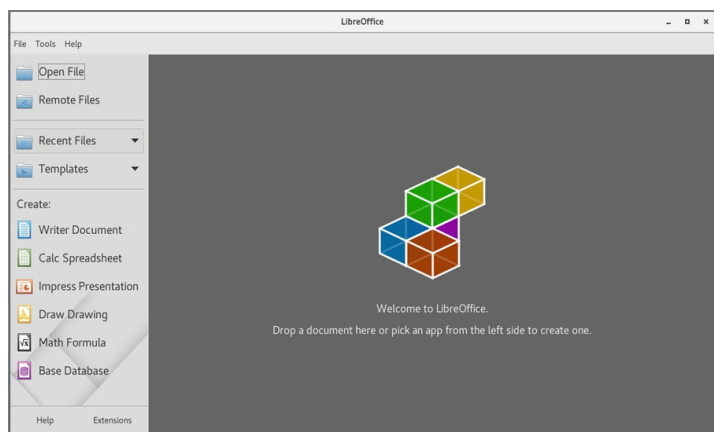 LibreOffice
File Tools Help
Open File
Remote Files
Recent Files
Templates
Create:
Writer Document
Calc Spreadsheet
Impress Presentation
Draw Drawing
Math Formula
Base Database
Help Extensions
Welcome to LibreOffice.
Drop a document here or pick an app from the left side to create one.